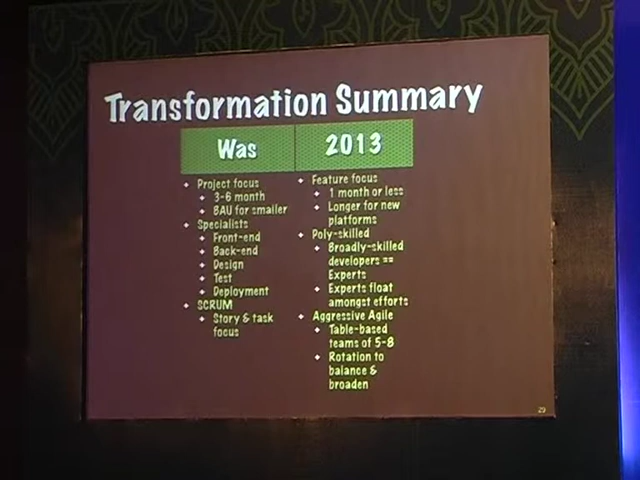 Transformation Summary
Was
2013
Project focus
3-6 month
BAU for smaller
Specialists
Front-end
Back-end
Design
Test
Deployment
SCRUM
Story & task
focus
Feature focus
1 month or less
Longer for new
platforms
Poly-skilled
Broadly-skilled
developers ==
Experts
Experts float
amongst efforts
Aggressive Agile
Table-based
teams of 5-8
Rotation to
balance &
broaden
29